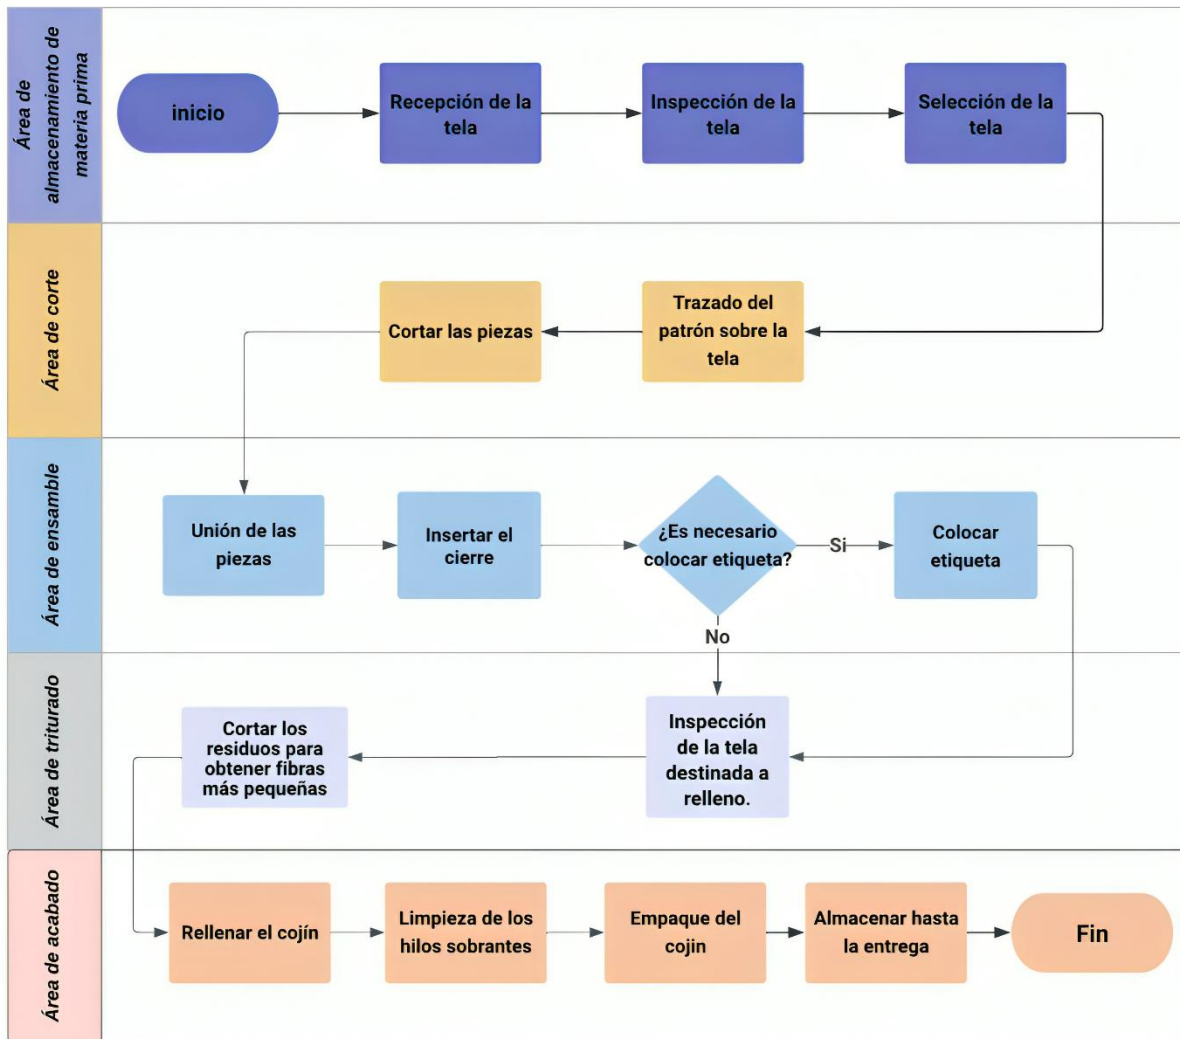 Área de
almacenamiento de
materia prima
inicio
Recepción de la
tela
Inspección de la
tela
Selección de la
tela
Área de corte
Cortar las piezas
Trazado del
patrón sobre la
tela
Área de ensamble
Unión de las
piezas
Insertar el
cierre
¿Es necesario
colocar etiqueta?
Si
Colocar
etiqueta
No
Área de triturado
Cortar los
residuos para
obtener fibras
más pequeñas
Inspección
de la tela
destinada a
relleno.
Área de acabado
Rellenar el cojín
Limpieza de los
hilos sobrantes
Empaque del
cojin
Almacenar hasta
la entrega
Fin